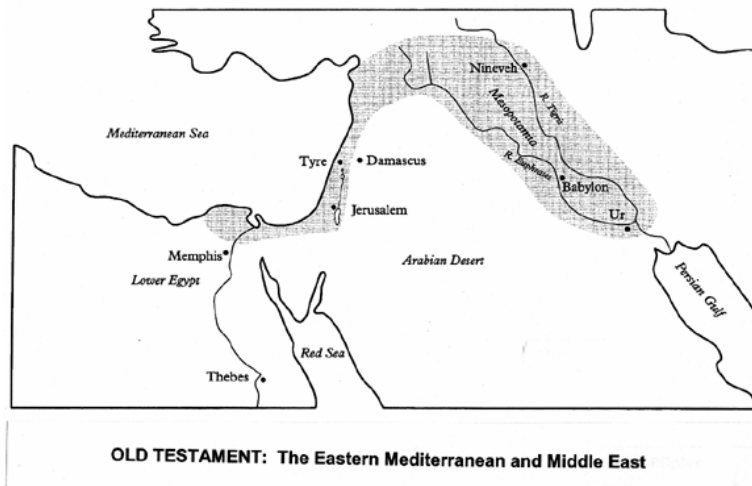 Nineveh
R. Tigris
Mesopotamia
Mediterranean Sea
Tyre
Damascus
R. Euphrates
Babylon
Jerusalem
Ur
Memphis
Arabian Desert
Lower Egypt
Persian Gulf
Red Sea
Thebes
OLD TESTAMENT: The Eastern Mediterranean and Middle East